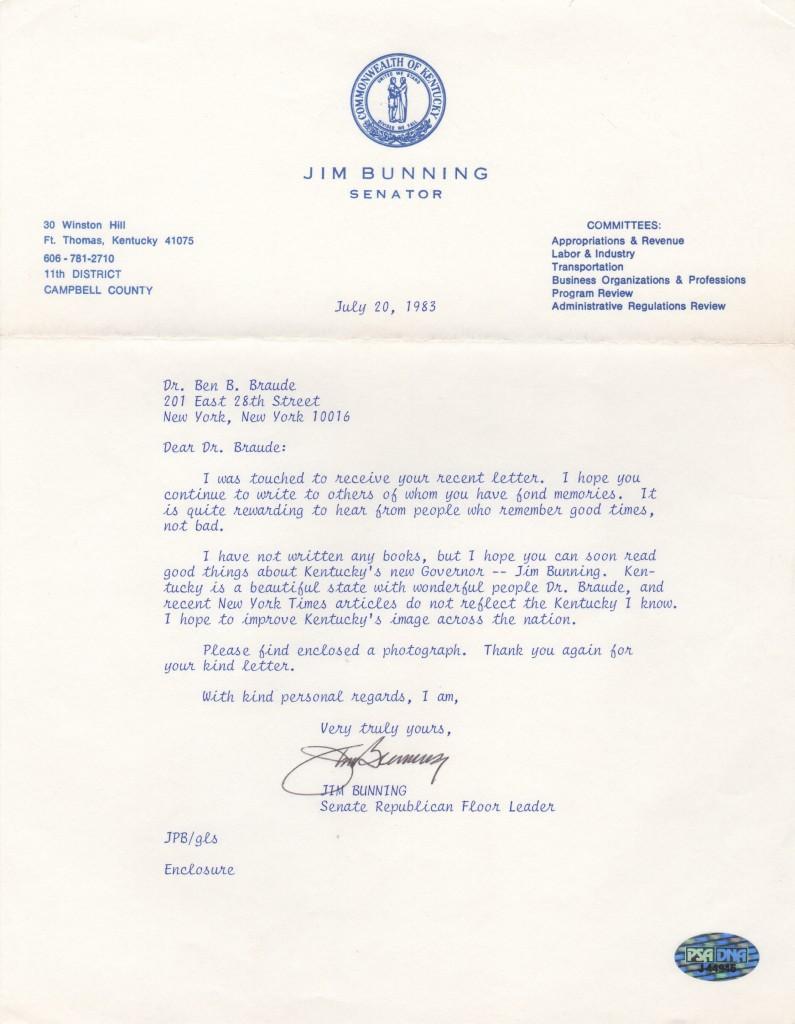 COMMONWEALTH OF KENTUCKY
UNITED WE STAND
DIVIDED WE FALL
JIM BUNNING
SENATOR
30 Winston Hill
Ft. Thomas, Kentucky 41075
606-781-2710
11th DISTRICT
CAMPBELL COUNTY
COMMITTEES:
Appropriations & Revenue
Labor & Industry
Transportation
Business Organizations & Professions
Program Review
Administrative Regulations Review
July 20, 1983
Dr. Ben B. Braude
201 East 28th Street
New York, New York 10016
Dear Dr. Braude:
I was touched to receive your recent letter. I hope you
continue to write to others of whom you have fond memories. It
is quite rewarding to hear from people who remember good times,
not bad.
I have not written any books, but I hope you can soon read
good things about Kentucky's new Governor -- Jim Bunning. Ken-
tucky is a beautiful state with wonderful people Dr. Braude, and
recent New York Times articles do not reflect the Kentucky I know.
I hope to improve Kentucky's image across the nation.
Please find enclosed a photograph. Thank you again for
your kind letter.
With kind personal regards, I am,
Very truly yours,
Jim Bunning
JIM BUNNING
Senate Republican Floor Leader
JPB/gls
Enclosure
PSA DNA